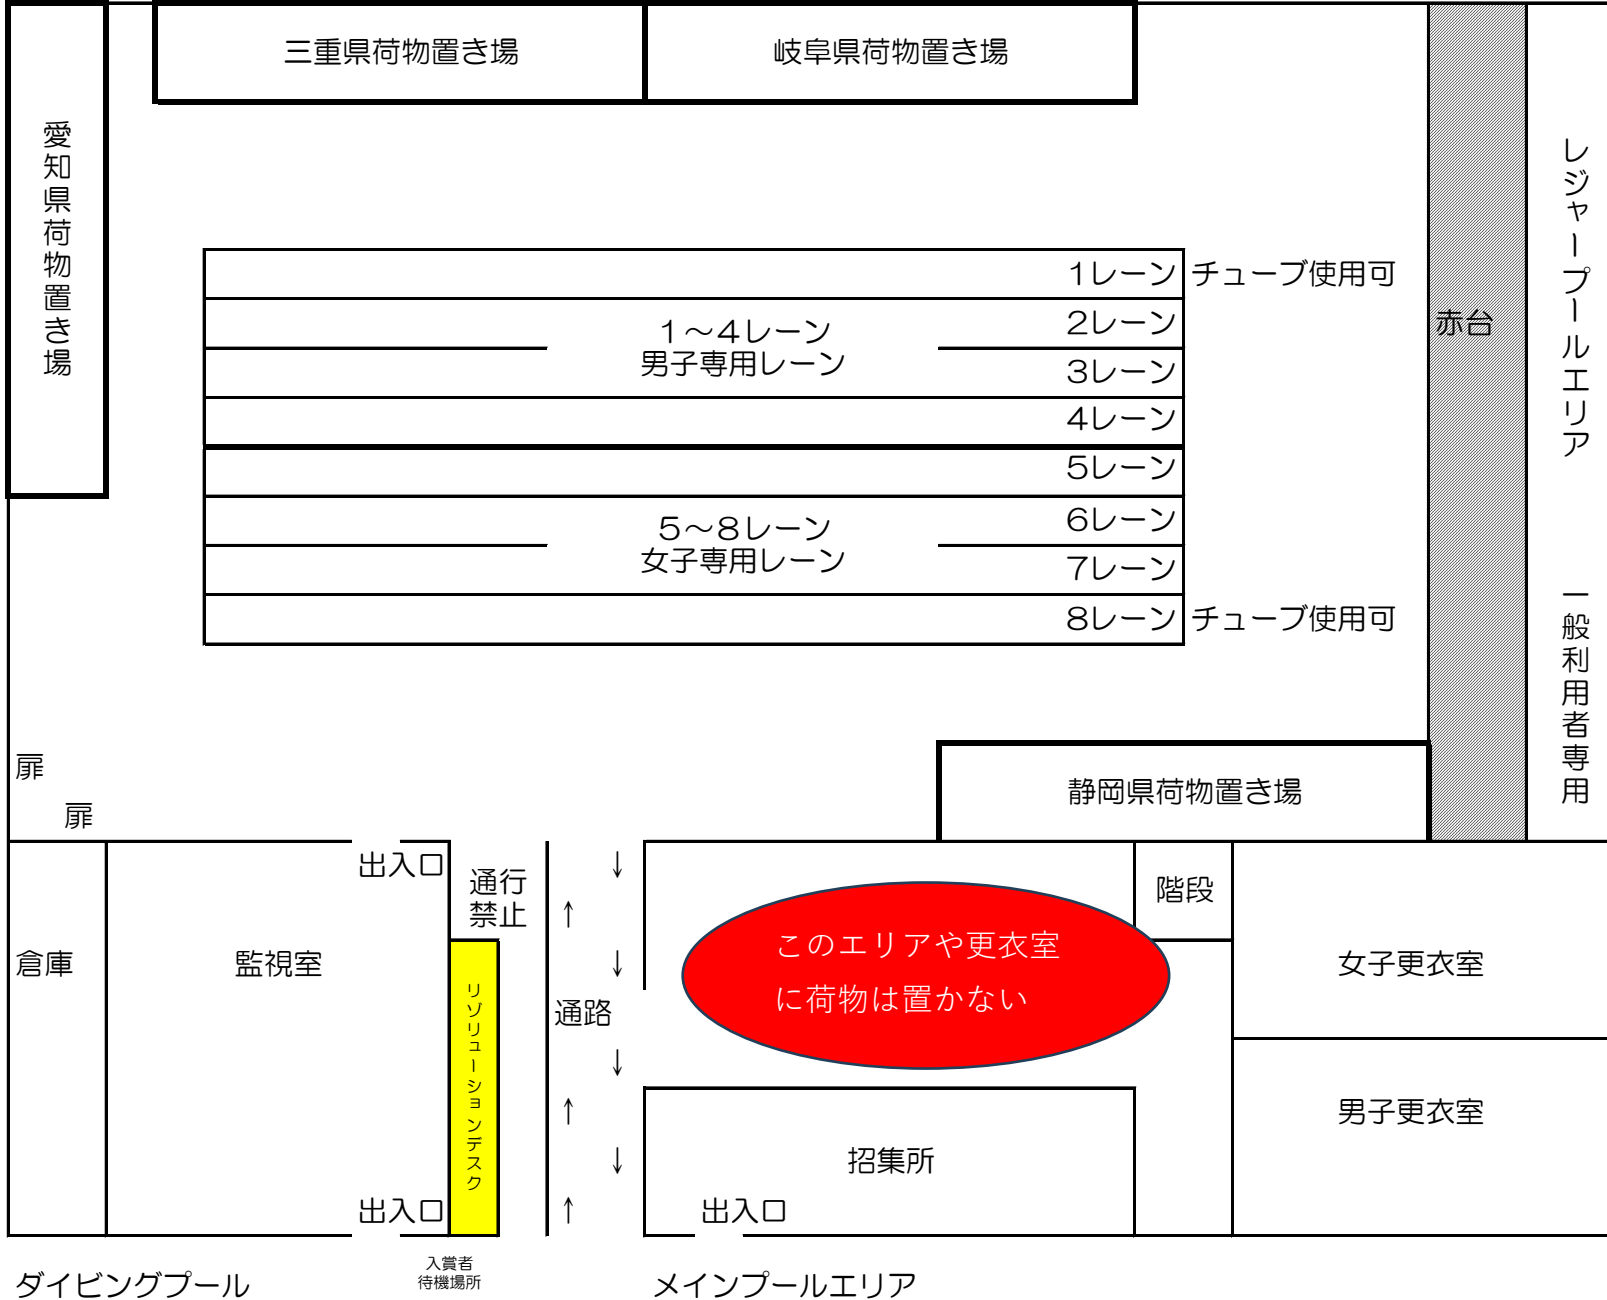 三重県荷物置き場
岐阜県荷物置き場
愛知県荷物置き場
レジャープールエリア
一般利用者専用
赤台
1レーン
チューブ使用可
2レーン
1～4レーン
男子専用レーン
3レーン
4レーン
5レーン
6レーン
5～8レーン
女子専用レーン
7レーン
8レーン
チューブ使用可
扉
扉
静岡県荷物置き場
出入口
通行
禁止
↓
↑
階段
このエリアや更衣室
に荷物は置かない
倉庫
監視室
リゾリューションデスク
↓
通路
女子更衣室
↓
↑
男子更衣室
↓
招集所
出入口
↑
出入口
ダイビングプール
入賞者
待機場所
メインプールエリア